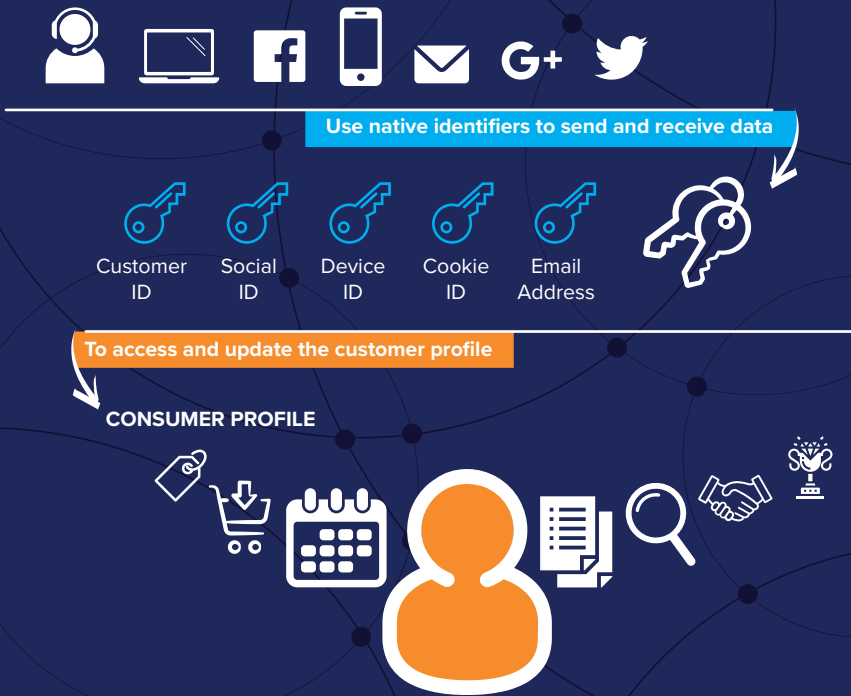 G+
Use native identifiers to send and receive data
Customer
ID
Social
ID
Device
ID
Cookie
ID
Email
Address
To access and update the customer profile
CONSUMER PROFILE